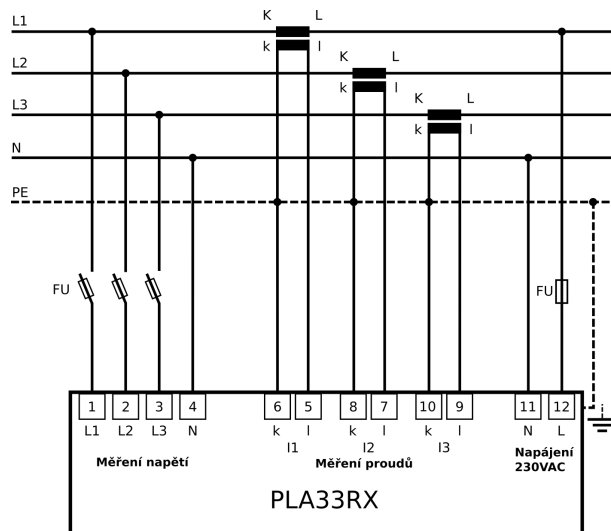 L1
K L
k l
L2
K L
k l
L3
K L
k l
N
PE
FU
FU
1 2 3 4 6 5 8 7 10 9 11 12
L1 L2 L3 N k l k l k l N L
I1 I2 I3
Měření napětí
Měření proudů
Napájení
230VAC
PLA33RX
i